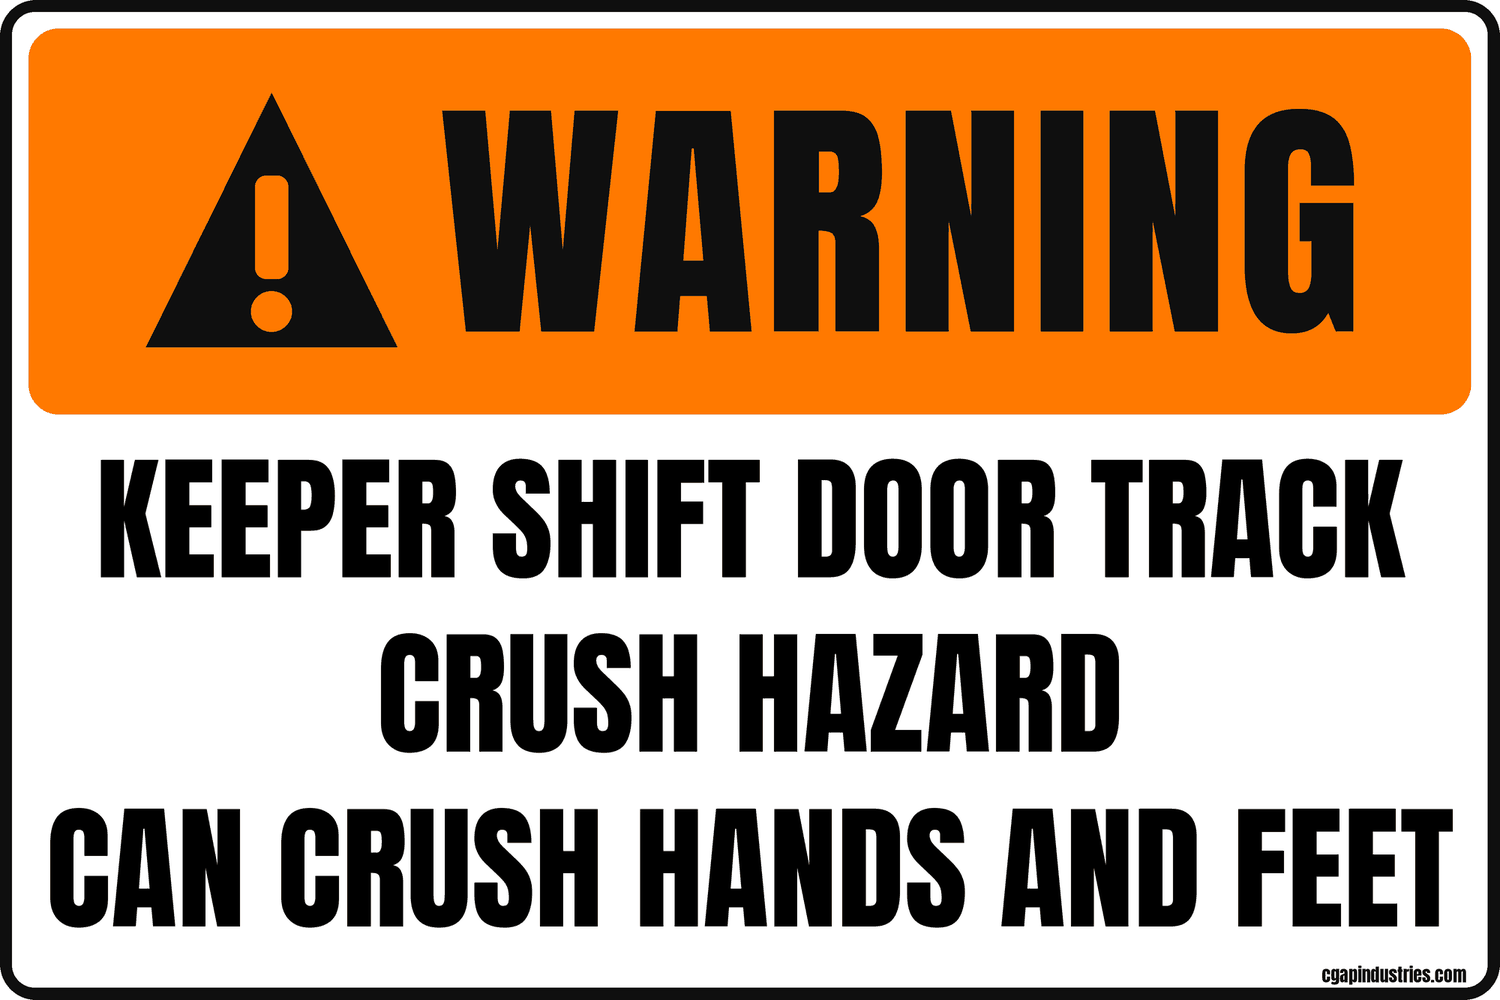 WARNING
KEEPER SHIFT DOOR TRACK
CRUSH HAZARD
CAN CRUSH HANDS AND FEET
cgapindustries.com